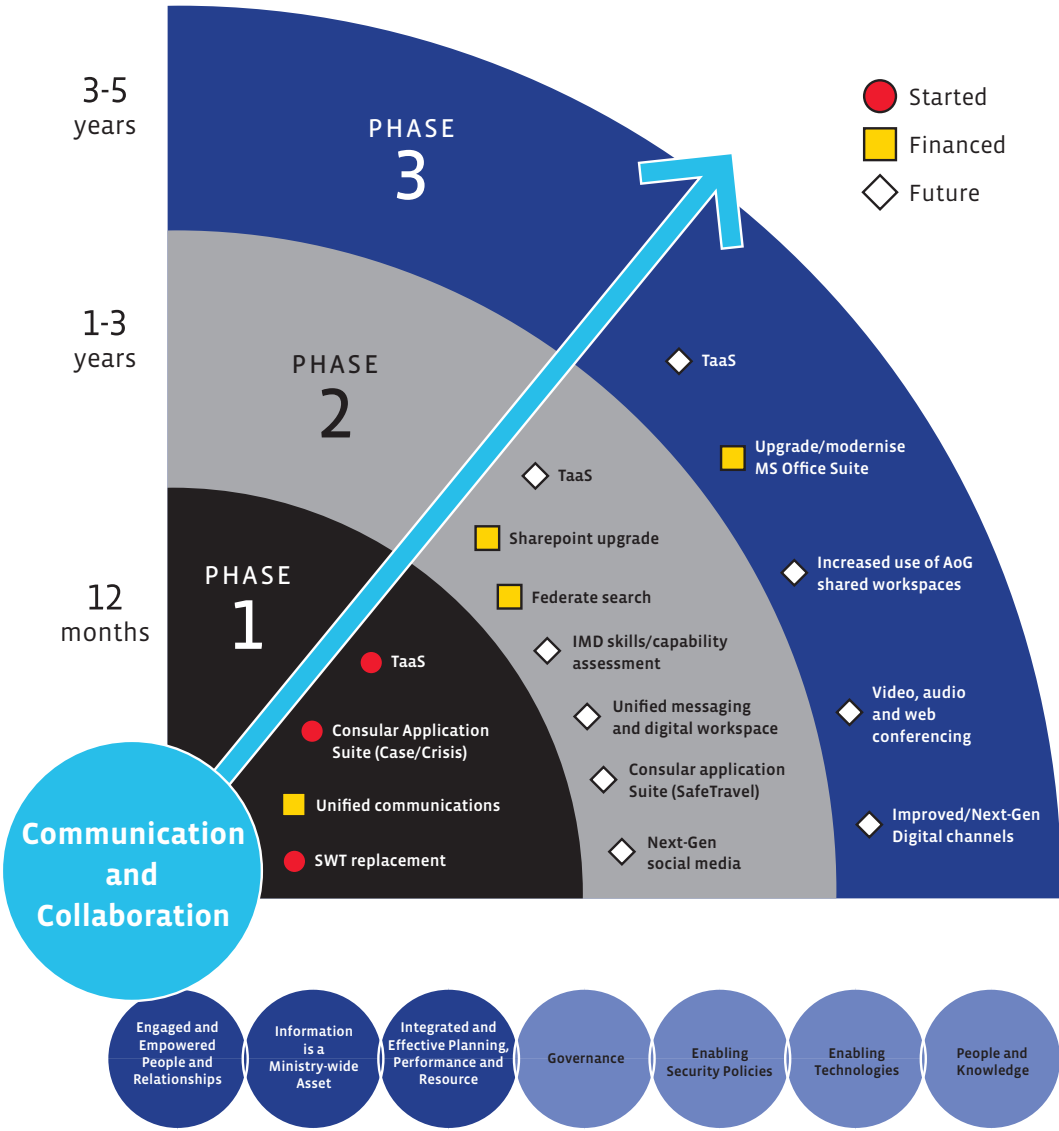 3-5
years
PHASE
3
Started
Financed
Future
1-3
years
PHASE
2
12
months
PHASE
1
TaaS
Consular Application
Suite (Case/Crisis)
Unified communications
SWT replacement
TaaS
Sharepoint upgrade
Federate search
IMD skills/capability
assessment
Unified messaging
and digital workspace
Consular application
Suite (SafeTravel)
Next-Gen
social media
TaaS
Upgrade/modernise
MS Office Suite
Increased use of AoG
shared workspaces
Video, audio
and web
conferencing
Improved/Next-Gen
Digital channels
Communication
and
Collaboration
Engaged and
Empowered
People and
Relationships
Information
is a
Ministry-wide
Asset
Integrated and
Effective Planning,
Performance and
Resource
Governance
Enabling
Security Policies
Enabling
Technologies
People and
Knowledge